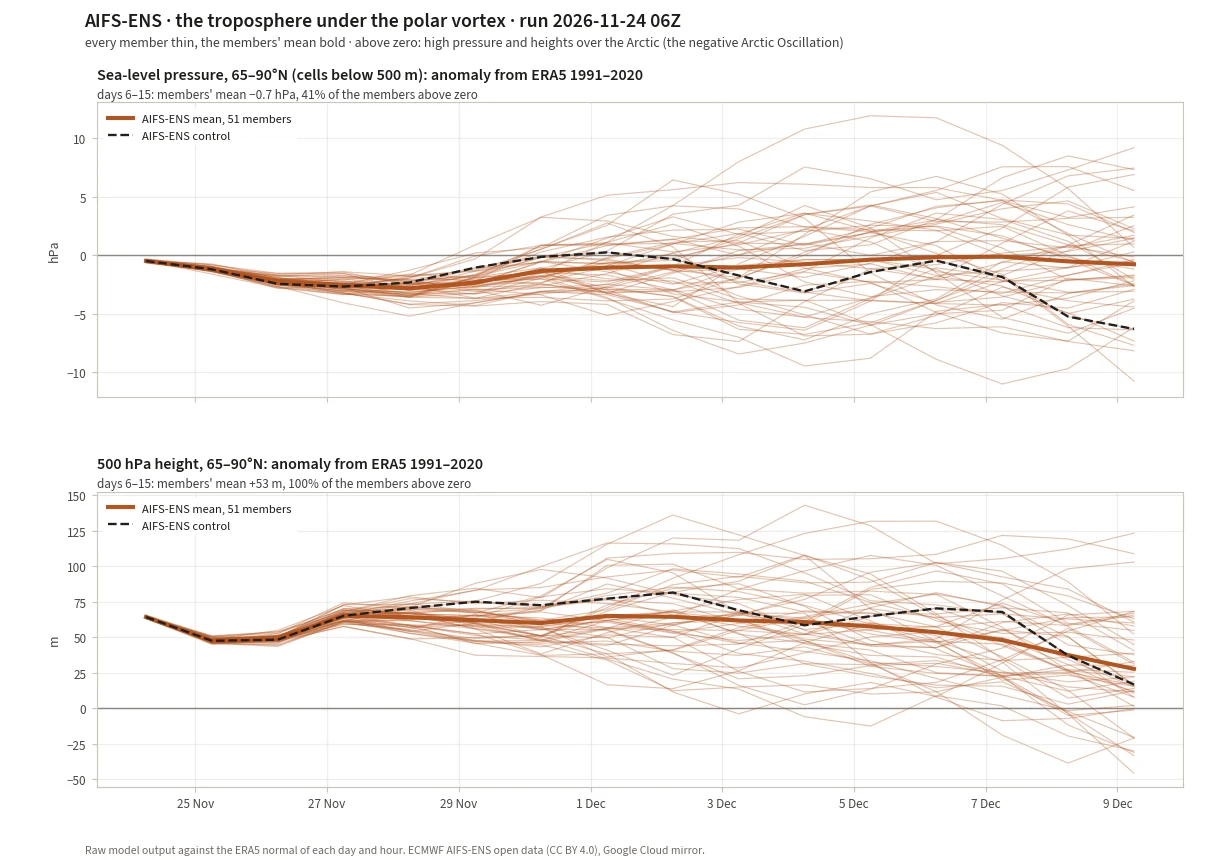 AIFS-ENS · the troposphere under the polar vortex · run 2026-11-24 06Z
every member thin, the members' mean bold · above zero: high pressure and heights over the Arctic (the negative Arctic Oscillation)
Sea-level pressure, 65–90°N (cells below 500 m): anomaly from ERA5 1991–2020
days 6–15: members' mean −0.7 hPa, 41% of the members above zero
AIFS-ENS mean, 51 members
AIFS-ENS control
10
5
0
−5
−10
hPa
500 hPa height, 65–90°N: anomaly from ERA5 1991–2020
days 6–15: members' mean +53 m, 100% of the members above zero
AIFS-ENS mean, 51 members
AIFS-ENS control
150
125
100
75
50
25
0
−25
−50
m
25 Nov
27 Nov
29 Nov
1 Dec
3 Dec
5 Dec
7 Dec
9 Dec
Raw model output against the ERA5 normal of each day and hour. ECMWF AIFS-ENS open data (CC BY 4.0), Google Cloud mirror.